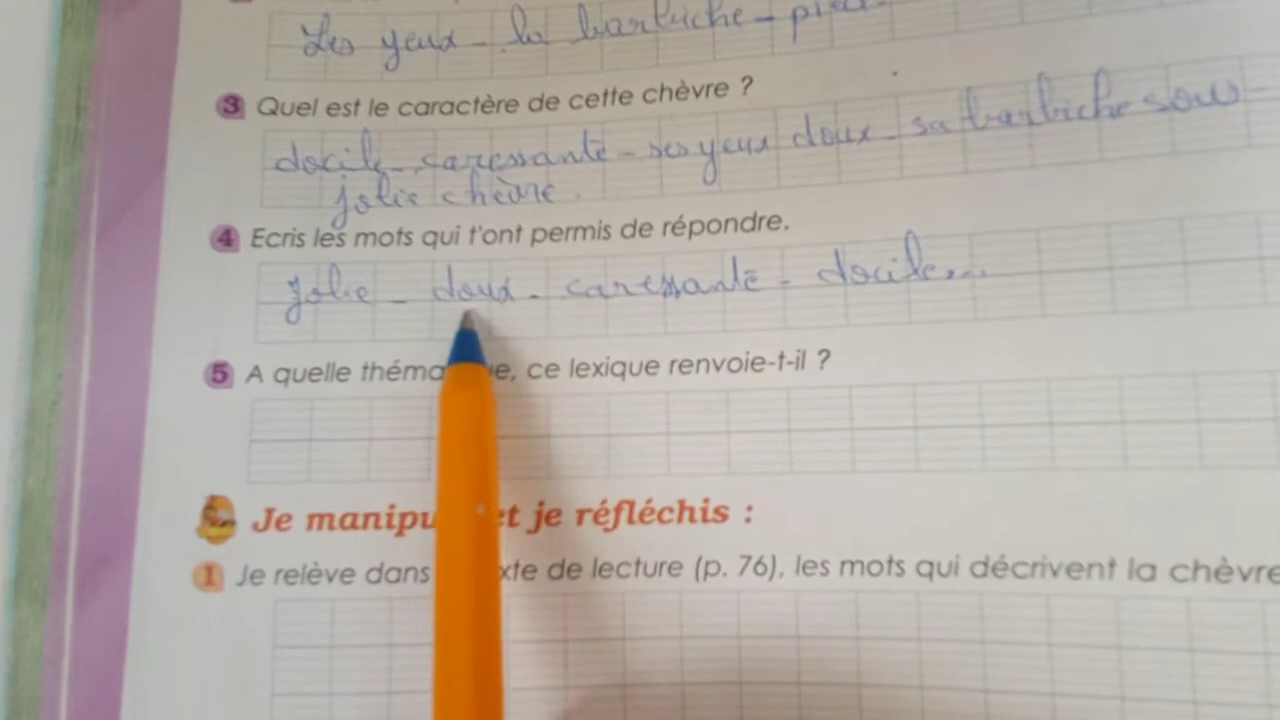 Les yeux - la barbiche -
3 Quel est le caractère de cette chèvre ?
docile - caressante - ses yeux doux - sa barbiche sous -
jolie chèvre.
4 Ecris les mots qui t'ont permis de répondre.
jolie - doux - caressante - docile...
5 A quelle théma e, ce lexique renvoie-t-il ?
Je manipu et je réfléchis :
1 Je relève dans xte de lecture (p. 76), les mots qui décrivent la chèvre